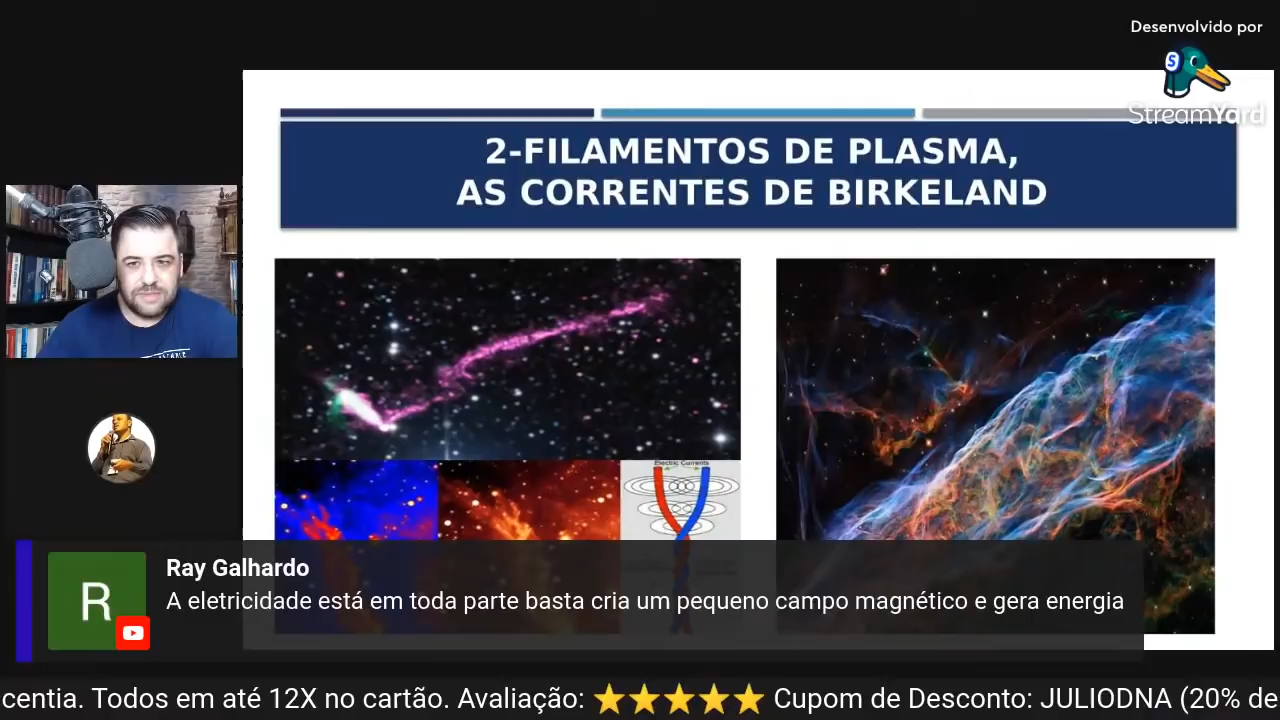 Desenvolvido por
StreamYard
2-FILAMENTOS DE PLASMA,
AS CORRENTES DE BIRKELAND
Electric Currents
Ray Galhardo
A eletricidade está em toda parte basta cria um pequeno campo magnético e gera energia
centia. Todos em até 12X no cartão. Avaliação: ⭐⭐⭐⭐⭐ Cupom de Desconto: JULIODNA (20% de